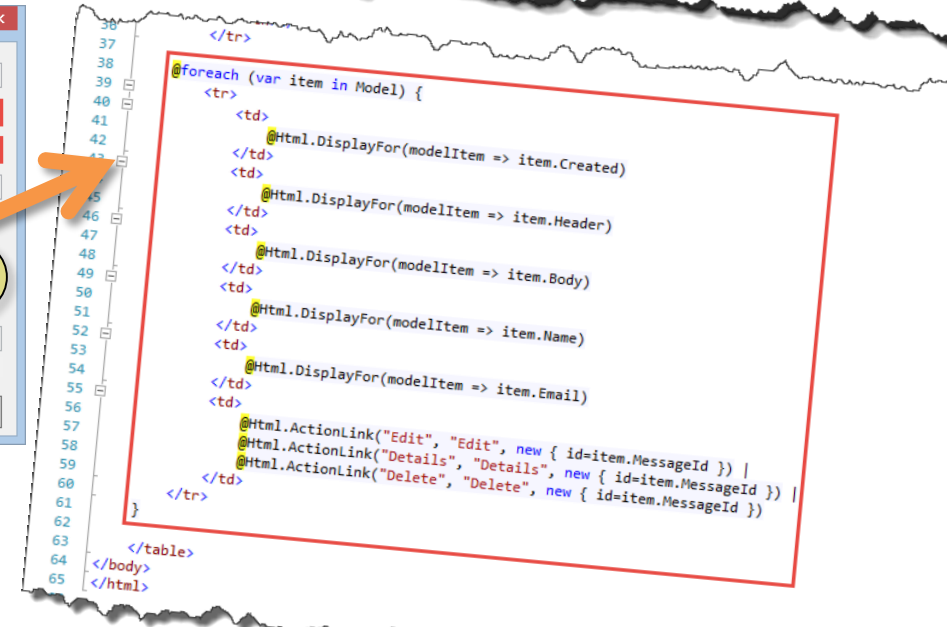 36
37 </tr>
38
39 @foreach (var item in Model) {
40 <tr>
41 <td>
42 @Html.DisplayFor(modelItem => item.Created)
43 </td>
<td>
45 @Html.DisplayFor(modelItem => item.Header)
46 </td>
47 <td>
48 @Html.DisplayFor(modelItem => item.Body)
49 </td>
50 <td>
51 @Html.DisplayFor(modelItem => item.Name)
52 </td>
53 <td>
54 @Html.DisplayFor(modelItem => item.Email)
55 </td>
56 <td>
57 @Html.ActionLink("Edit", "Edit", new { id=item.MessageId }) |
58 @Html.ActionLink("Details", "Details", new { id=item.MessageId }) |
59 @Html.ActionLink("Delete", "Delete", new { id=item.MessageId })
60 </td>
61 </tr>
62 }
63 </table>
64 </body>
65 </html>